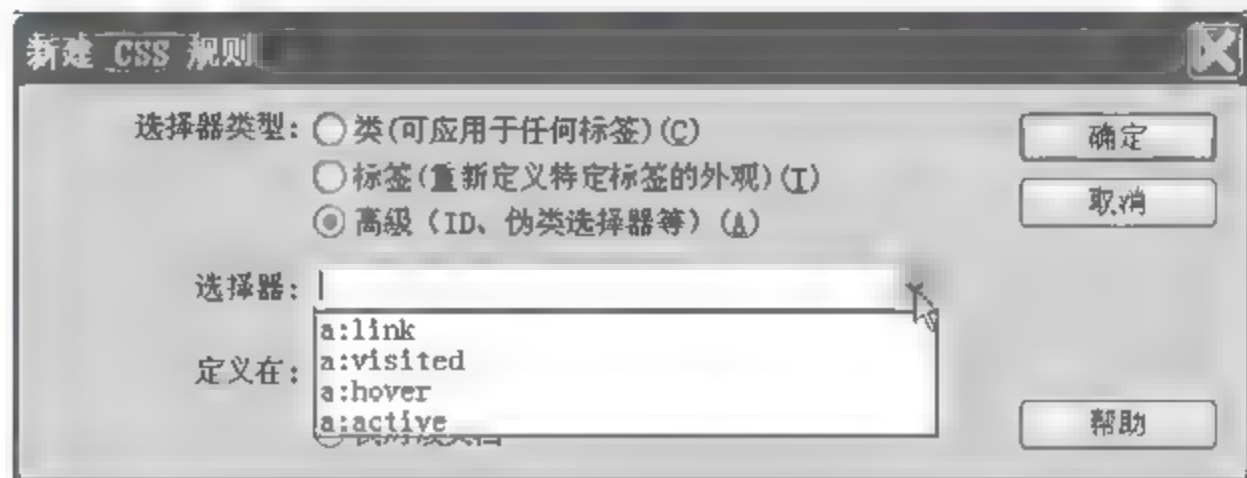 新建 CSS 规则
选择器类型: 类(可应用于任何标签)(C)
标签(重新定义特定标签的外观)(T)
高级 (ID、伪类选择器等) (A)
确定
取消
选择器:
a:link
a:visited
a:hover
a:active
定义在:
帮助